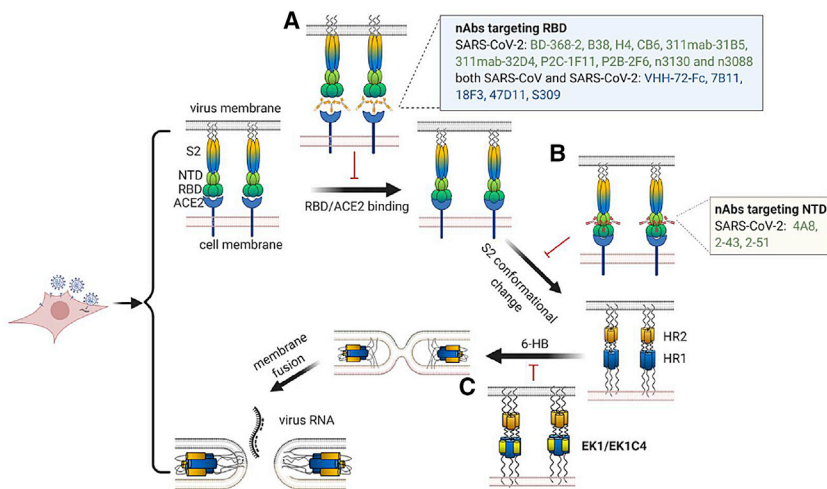 A
nAbs targeting RBD
SARS-CoV-2: BD-368-2, B38, H4, CB6, 311mab-31B5,
311mab-32D4, P2C-1F11, P2B-2F6, n3130 and n3088
both SARS-CoV and SARS-CoV-2: VHH-72-Fc, 7B11,
18F3, 47D11, S309
virus membrane
S2
NTD
RBD
ACE2
cell membrane
RBD/ACE2 binding
B
nAbs targeting NTD
SARS-CoV-2: 4A8,
2-43, 2-51
S2 conformational
change
HR2
HR1
6-HB
membrane
fusion
C
EK1/EK1C4
virus RNA